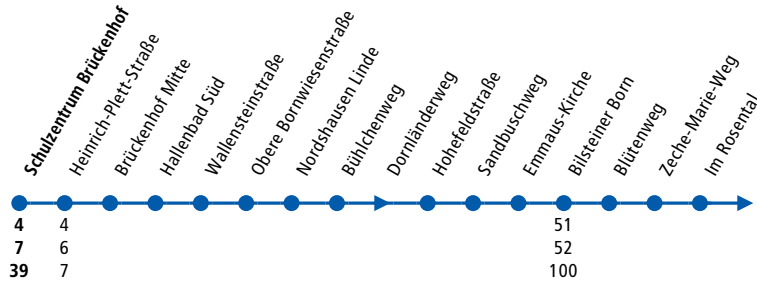 Schulzentrum Brückenhof
Heinrich-Plett-Straße
Brückenhof Mitte
Hallenbad Süd
Wallensteinstraße
Obere Bornwiesenstraße
Nordshausen Linde
Bühlchenweg
Dornländerweg
Hohefeldstraße
Sandbuschweg
Emmaus-Kirche
Bilsteiner Born
Blütenweg
Zeche-Marie-Weg
Im Rosental
4 4 51
7 6 52
39 7 100